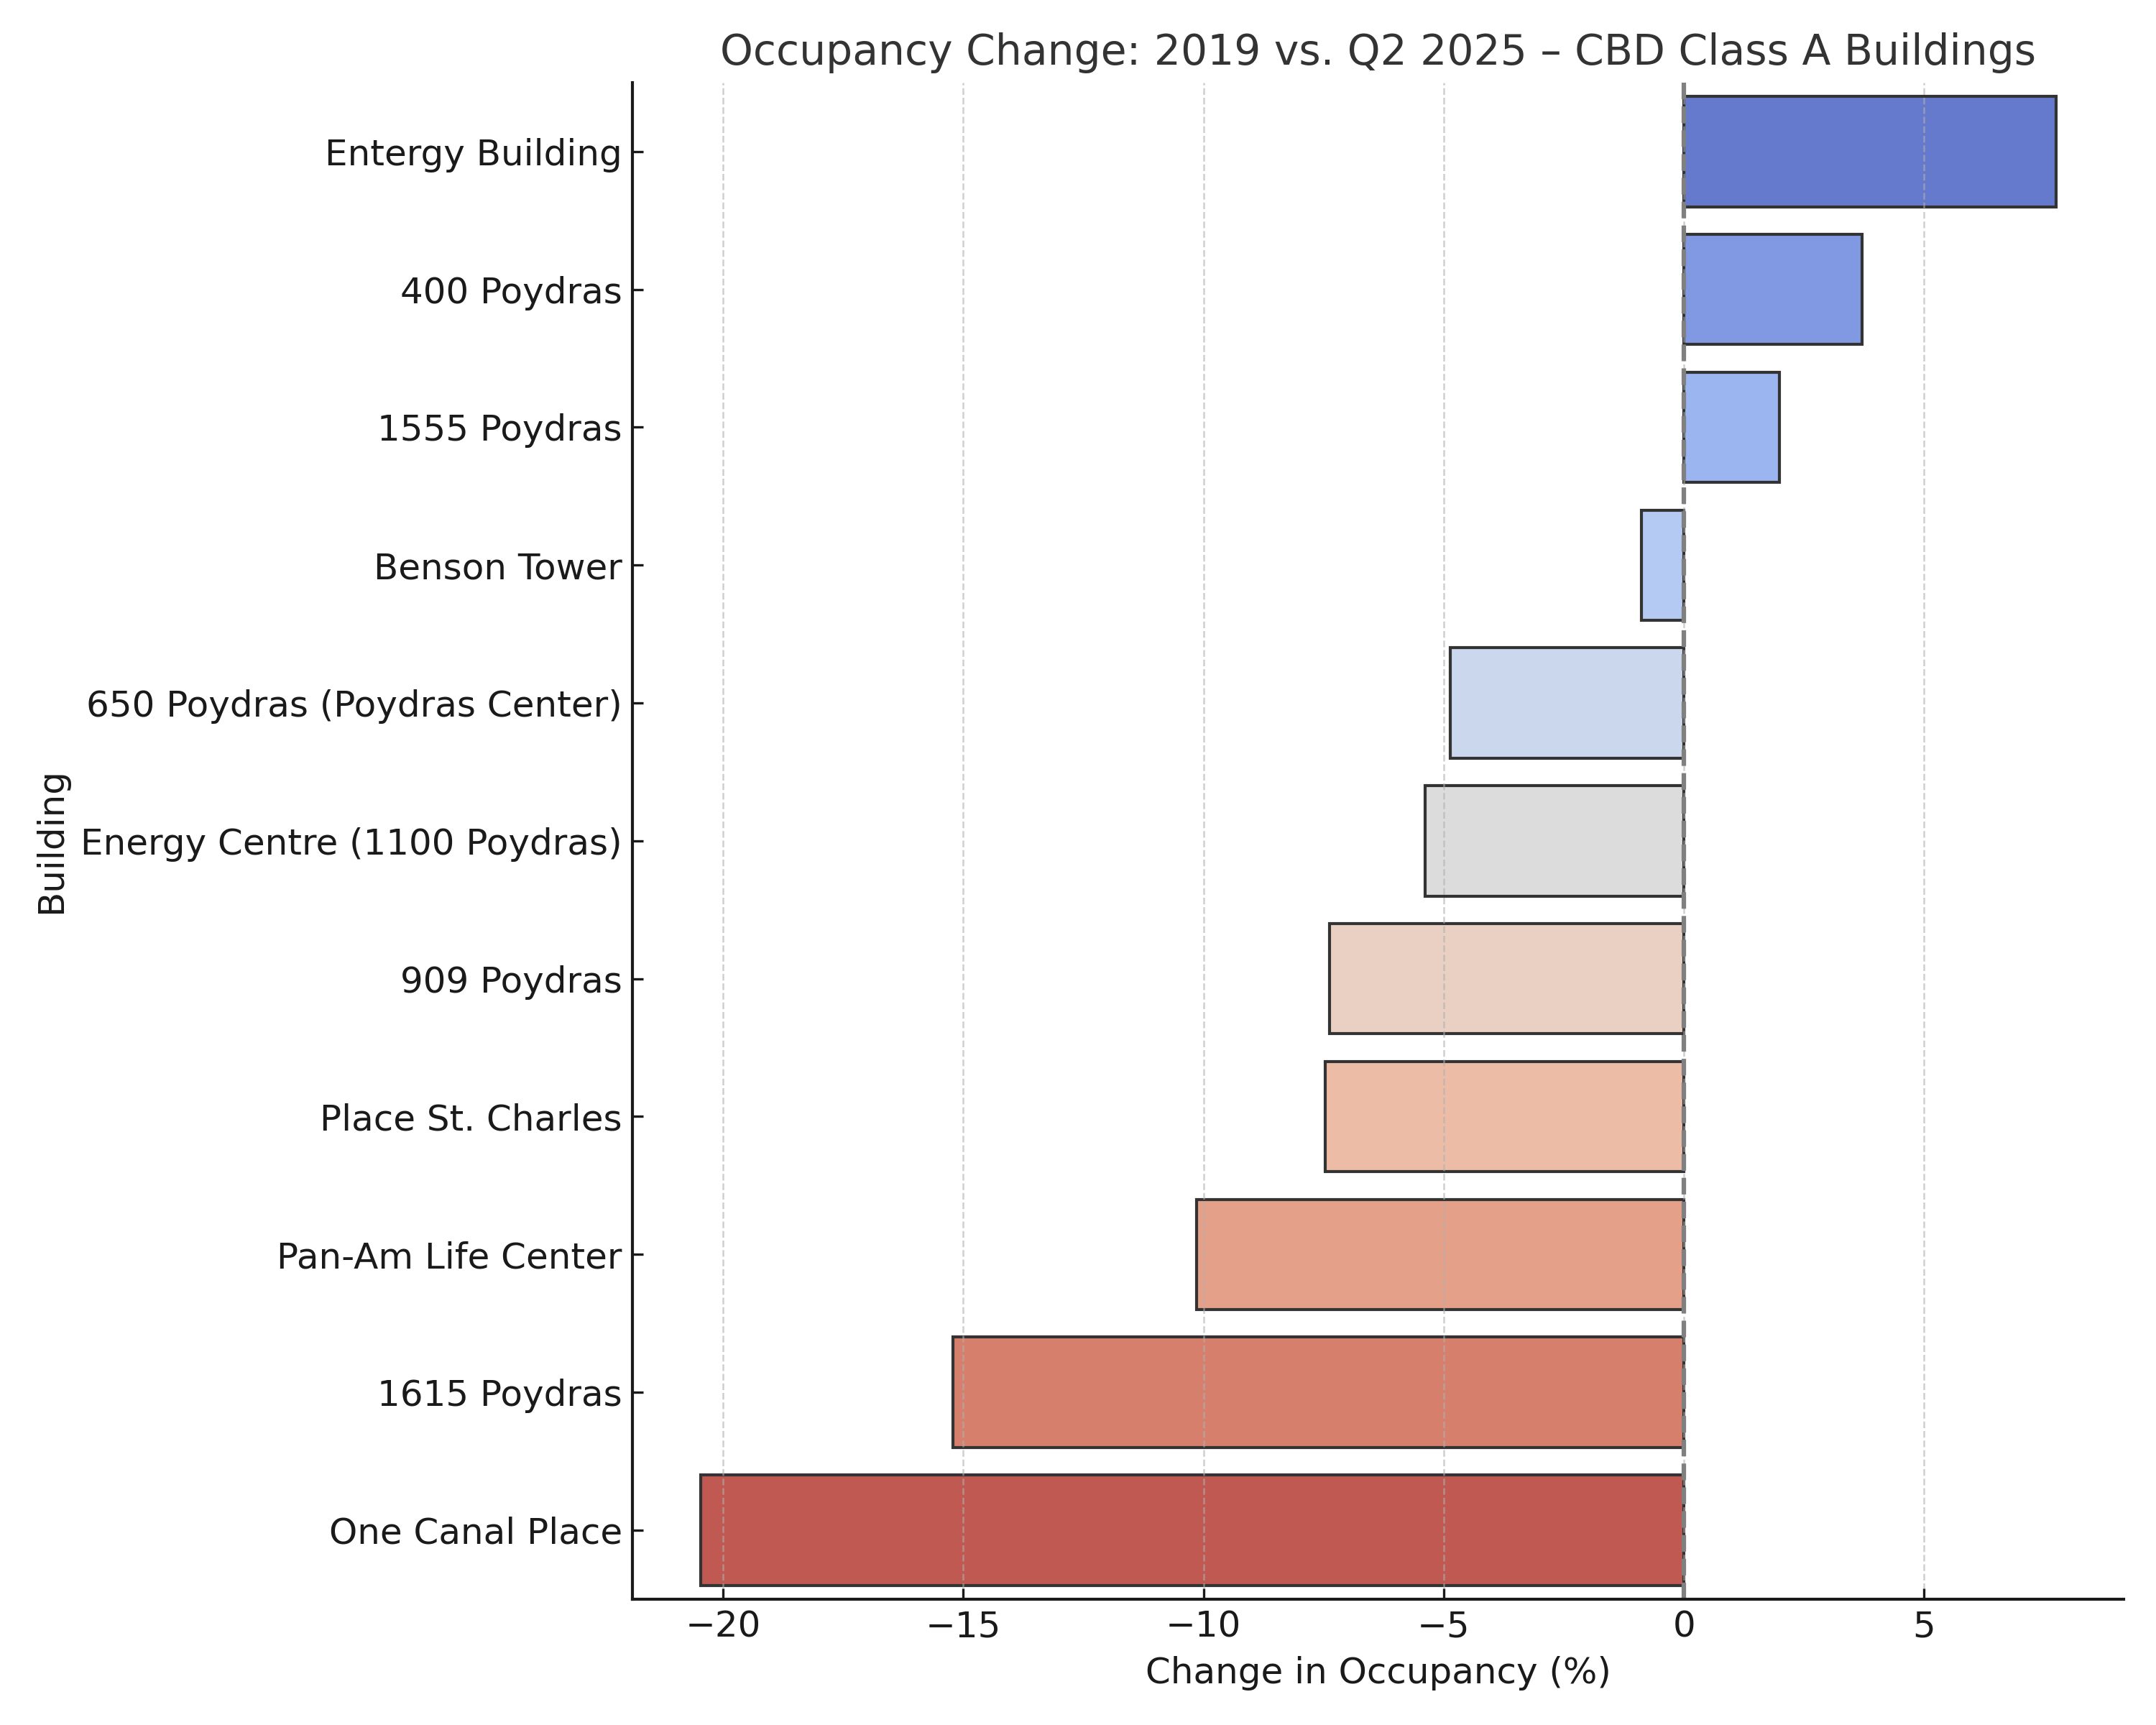 Occupancy Change: 2019 vs. Q2 2025 – CBD Class A Buildings
Building
Entergy Building
400 Poydras
1555 Poydras
Benson Tower
650 Poydras (Poydras Center)
Energy Centre (1100 Poydras)
909 Poydras
Place St. Charles
Pan-Am Life Center
1615 Poydras
One Canal Place
−20 −15 −10 −5 0 5
Change in Occupancy (%)